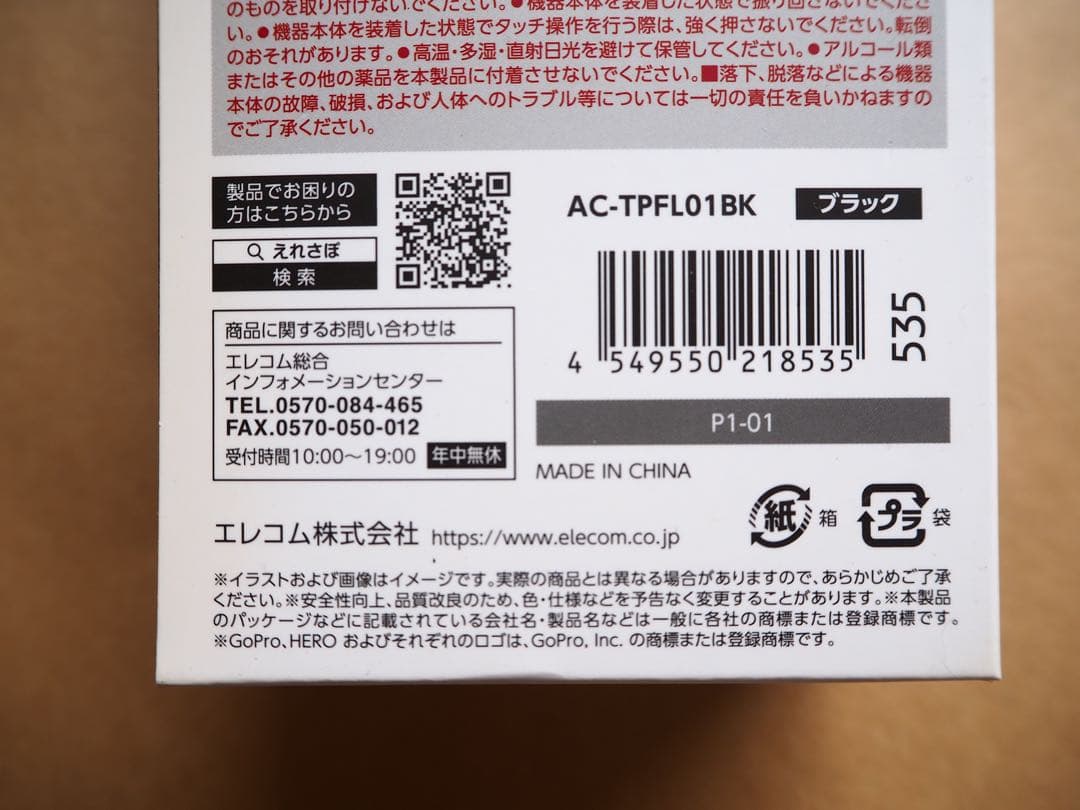 のものを取り付けないでください。●機器本体を装着した状態で振り回さないでくださ
い。●機器本体を装着した状態でタッチ操作を行う際は、強く押さないでください。転倒
のおそれがあります。●高温・多湿・直射日光を避けて保管してください。●アルコール類
またはその他の薬品を本製品に付着させないでください。■落下、脱落などによる機器
本体の故障、破損、および人体へのトラブル等については一切の責任を負いかねますの
でご了承ください。
製品でお困りの
方はこちらから
えれさぽ
検索
AC-TPFL01BK ブラック
4 549550 218535
535
P1-01
MADE IN CHINA
商品に関するお問い合わせは
エレコム総合
インフォメーションセンター
TEL.0570-084-465
FAX.0570-050-012
受付時間10:00～19:00 年中無休
紙 箱 プラ 袋
エレコム株式会社 https://www.elecom.co.jp
※イラストおよび画像はイメージです。実際の商品とは異なる場合がありますので、あらかじめご了承
ください。※安全性向上、品質改良のため、色・仕様などを予告なく変更することがあります。※本製品
のパッケージなどに記載されている会社名・製品名などは一般に各社の商標または登録商標です。
※GoPro、HERO およびそれぞれのロゴは、GoPro, Inc. の商標または登録商標です。